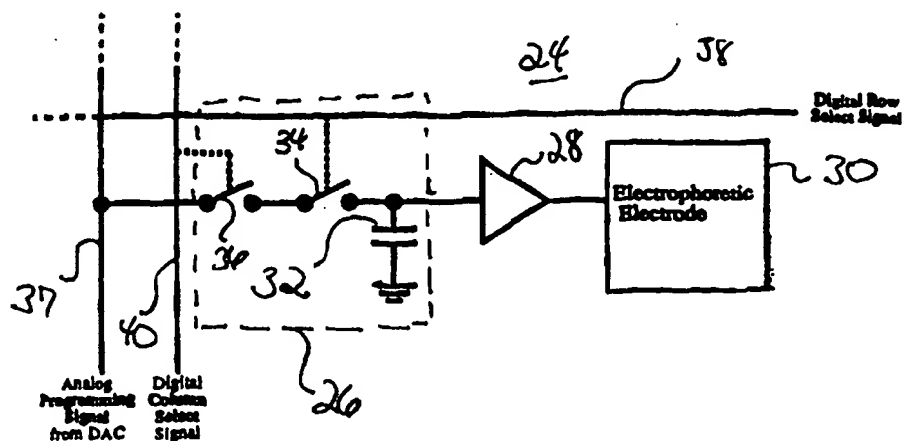 24
38
Digital Row
Select Signal
34
28
30
Electrophoretic
Electrode
36
32
37
40
26
Analog
Programming
Signal
from DAC
Digital
Column
Select
Signal